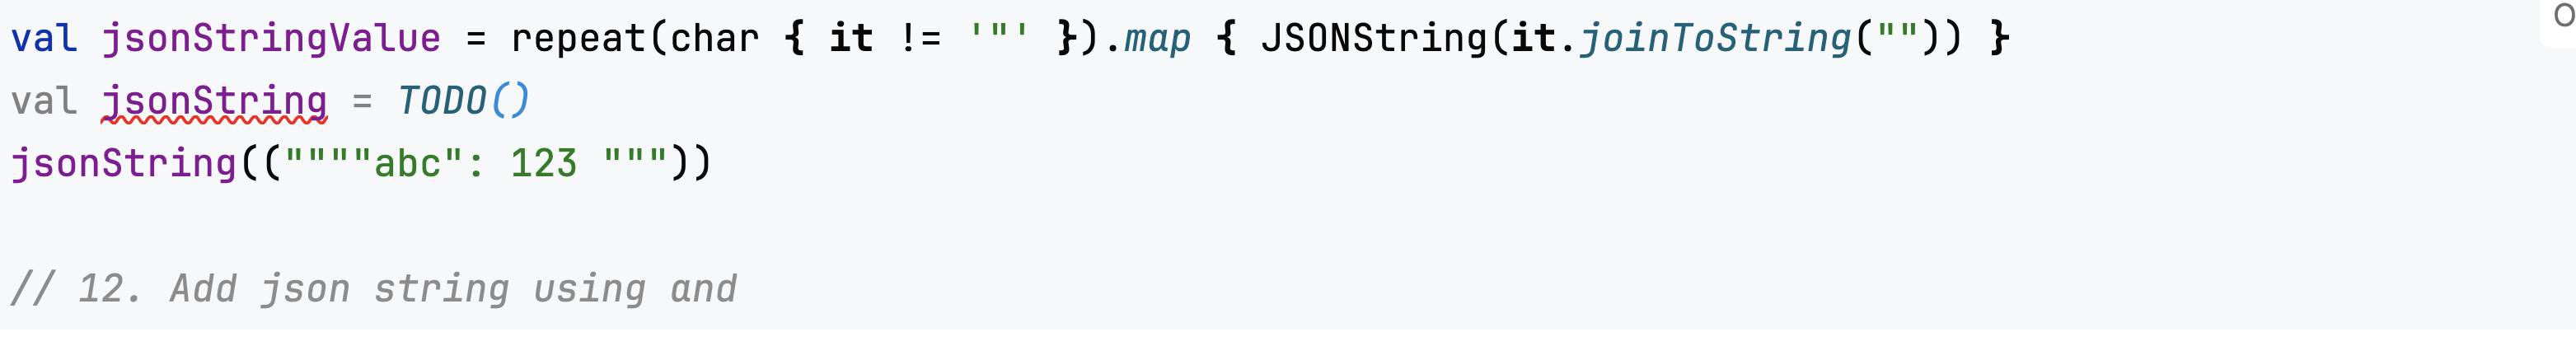 val jsonStringValue = repeat(char { it != '"' }).map { JSONString(it.joinToString("")) }
val jsonString = TODO()
jsonString((""""abc": 123 """))
// 12. Add json string using and